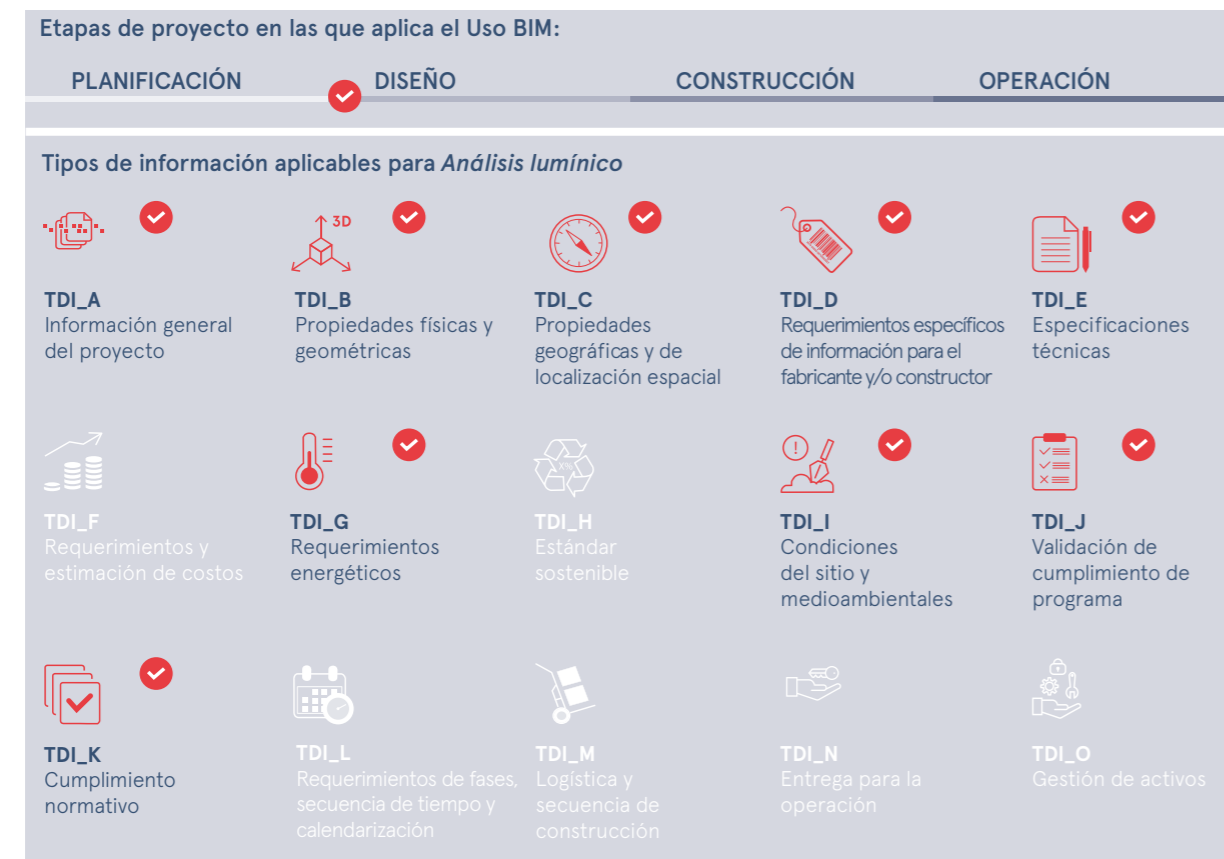 Etapas de proyecto en las que aplica el Uso BIM:
PLANIFICACIÓN DISEÑO CONSTRUCCIÓN OPERACIÓN
Tipos de información aplicables para Análisis lumínico
3D
TDI_A
Información general
del proyecto
TDI_B
Propiedades físicas y
geométricas
TDI_C
Propiedades
geográficas y de
localización espacial
TDI_D
Requerimientos específicos
de información para el
fabricante y/o constructor
TDI_E
Especificaciones
técnicas
TDI_F
Requerimientos y
estimación de costos
TDI_G
Requerimientos
energéticos
X%
TDI_H
Estándar
sostenible
TDI_I
Condiciones
del sitio y
medioambientales
TDI_J
Validación de
cumplimiento de
programa
TDI_K
Cumplimiento
normativo
TDI_L
Requerimientos de fases,
secuencia de tiempo y
calendarización
TDI_M
Logística y
secuencia de
construcción
TDI_N
Entrega para la
operación
TDI_O
Gestión de activos